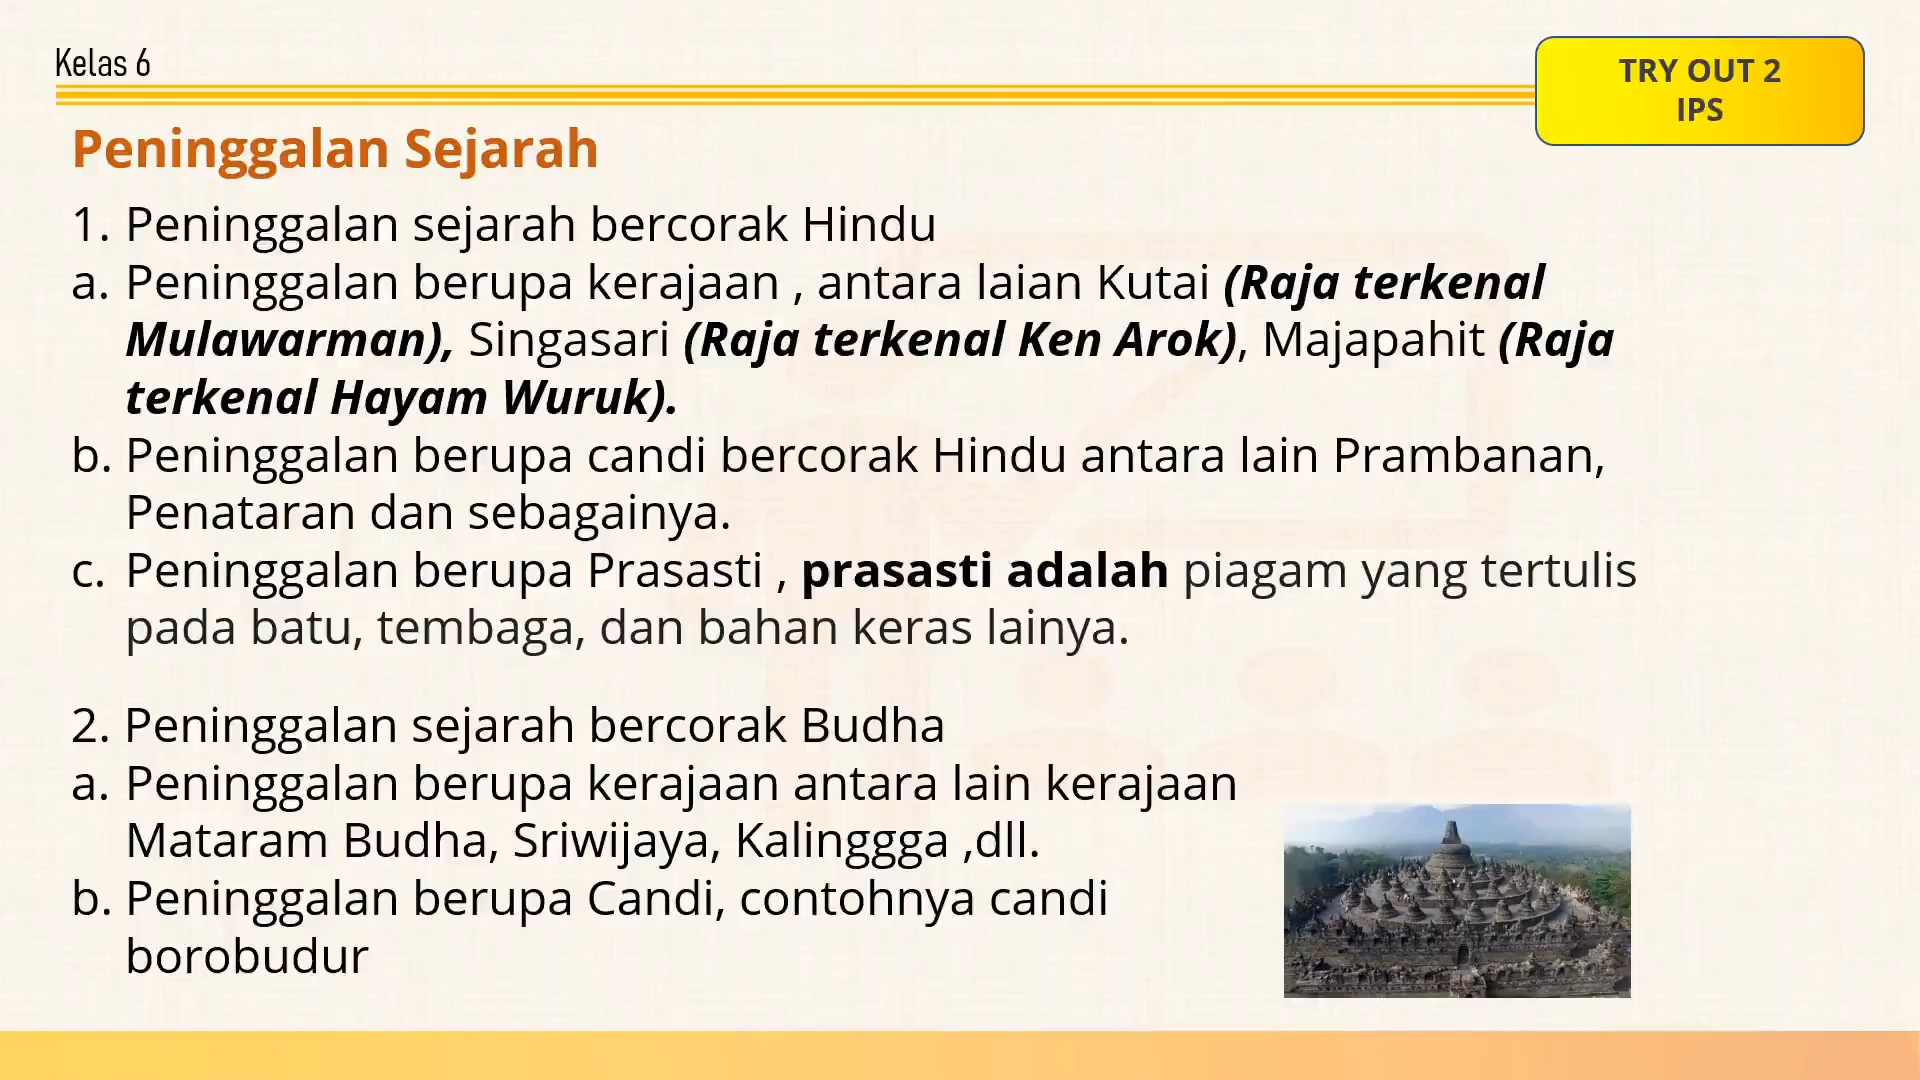 Kelas 6
TRY OUT 2
IPS
Peninggalan Sejarah
1. Peninggalan sejarah bercorak Hindu
a. Peninggalan berupa kerajaan , antara laian Kutai (Raja terkenal
Mulawarman), Singasari (Raja terkenal Ken Arok), Majapahit (Raja
terkenal Hayam Wuruk).
b. Peninggalan berupa candi bercorak Hindu antara lain Prambanan,
Penataran dan sebagainya.
c. Peninggalan berupa Prasasti , prasasti adalah piagam yang tertulis
pada batu, tembaga, dan bahan keras lainya.
2. Peninggalan sejarah bercorak Budha
a. Peninggalan berupa kerajaan antara lain kerajaan
Mataram Budha, Sriwijaya, Kalinggga ,dll.
b. Peninggalan berupa Candi, contohnya candi
borobudur